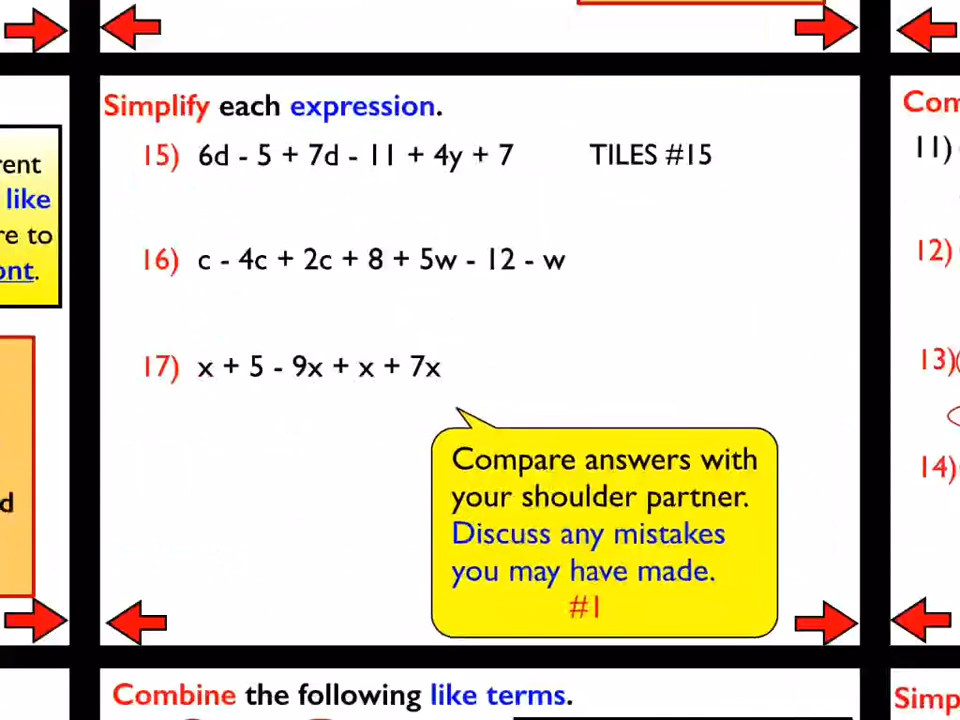 Simplify each expression.
15) 6d - 5 + 7d - 11 + 4y + 7 TILES #15
16) c - 4c + 2c + 8 + 5w - 12 - w
17) x + 5 - 9x + x + 7x
Compare answers with
your shoulder partner.
Discuss any mistakes
you may have made.
#1
Combine the following like terms.
rent
like
re to
ont.
d
Com
11)
12)
13)
14)
Simp